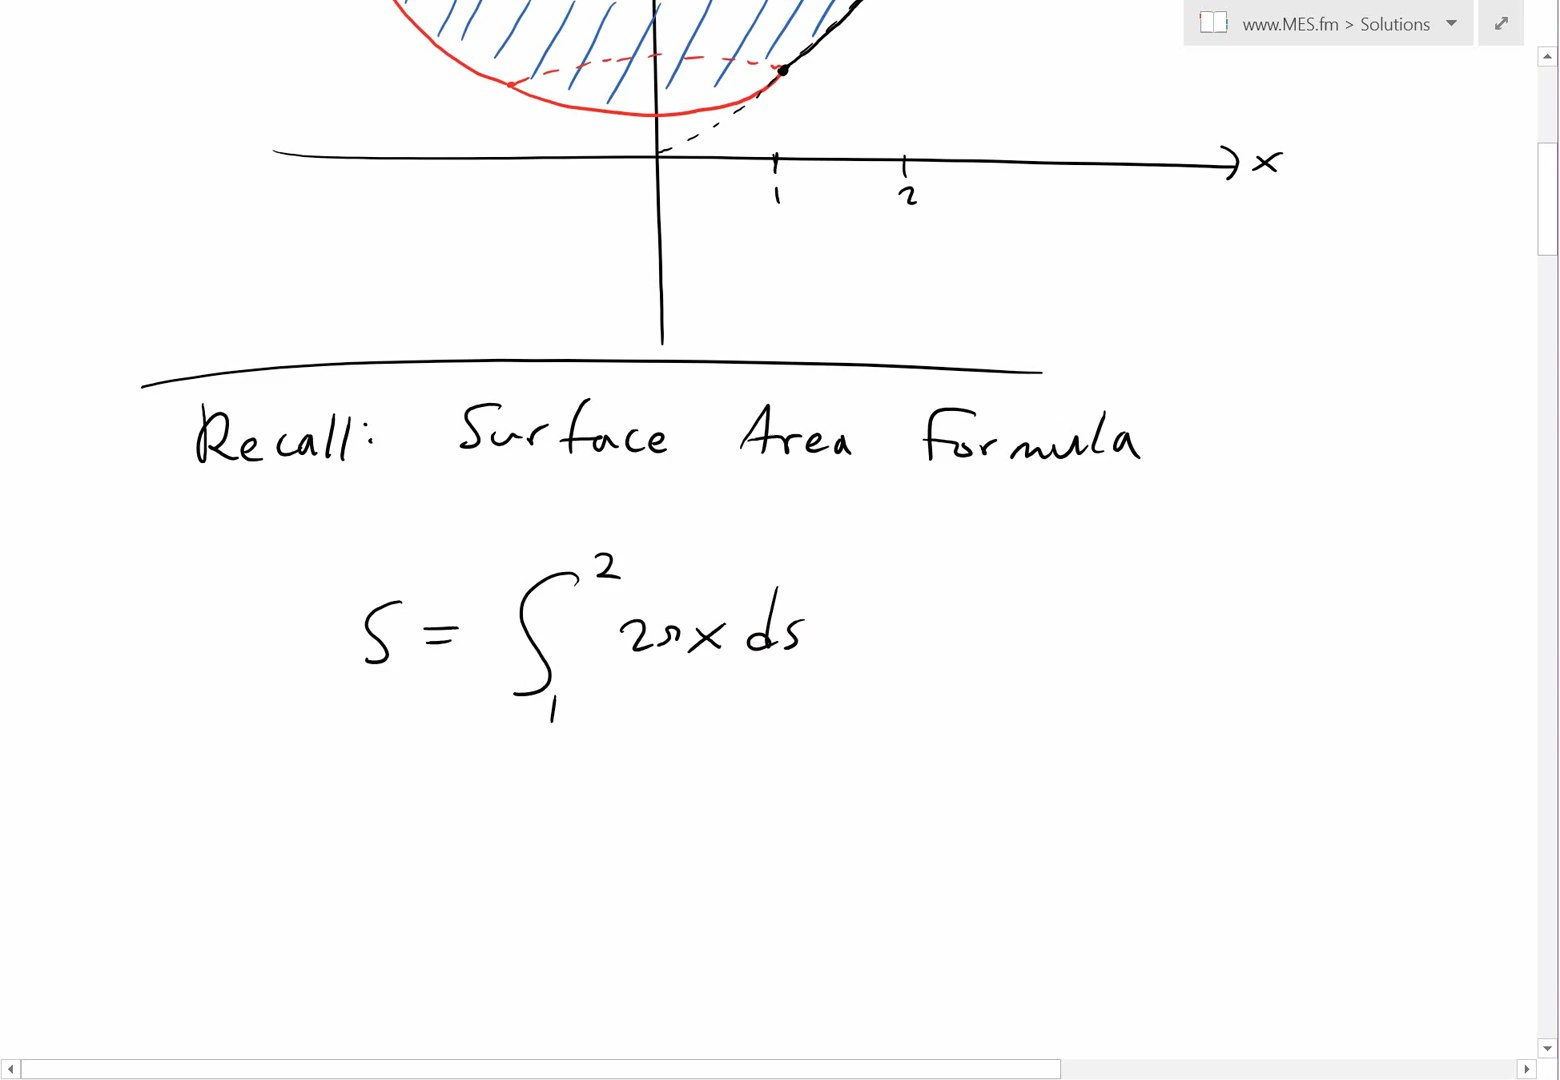 www.MES.fm > Solutions
x
1 2
Recall: Surface Area Formula
S = ∫₁² 2πx ds